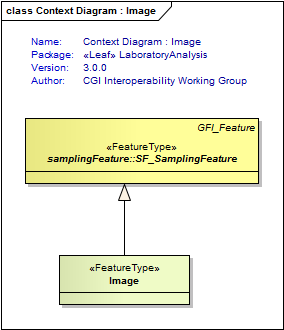 class Context Diagram : Image
Name: Context Diagram : Image
Package: «Leaf» LaboratoryAnalysis
Version: 3.0.0
Author: CGI Interoperability Working Group
GFI_Feature
«FeatureType»
samplingFeature::SF_SamplingFeature
«FeatureType»
Image